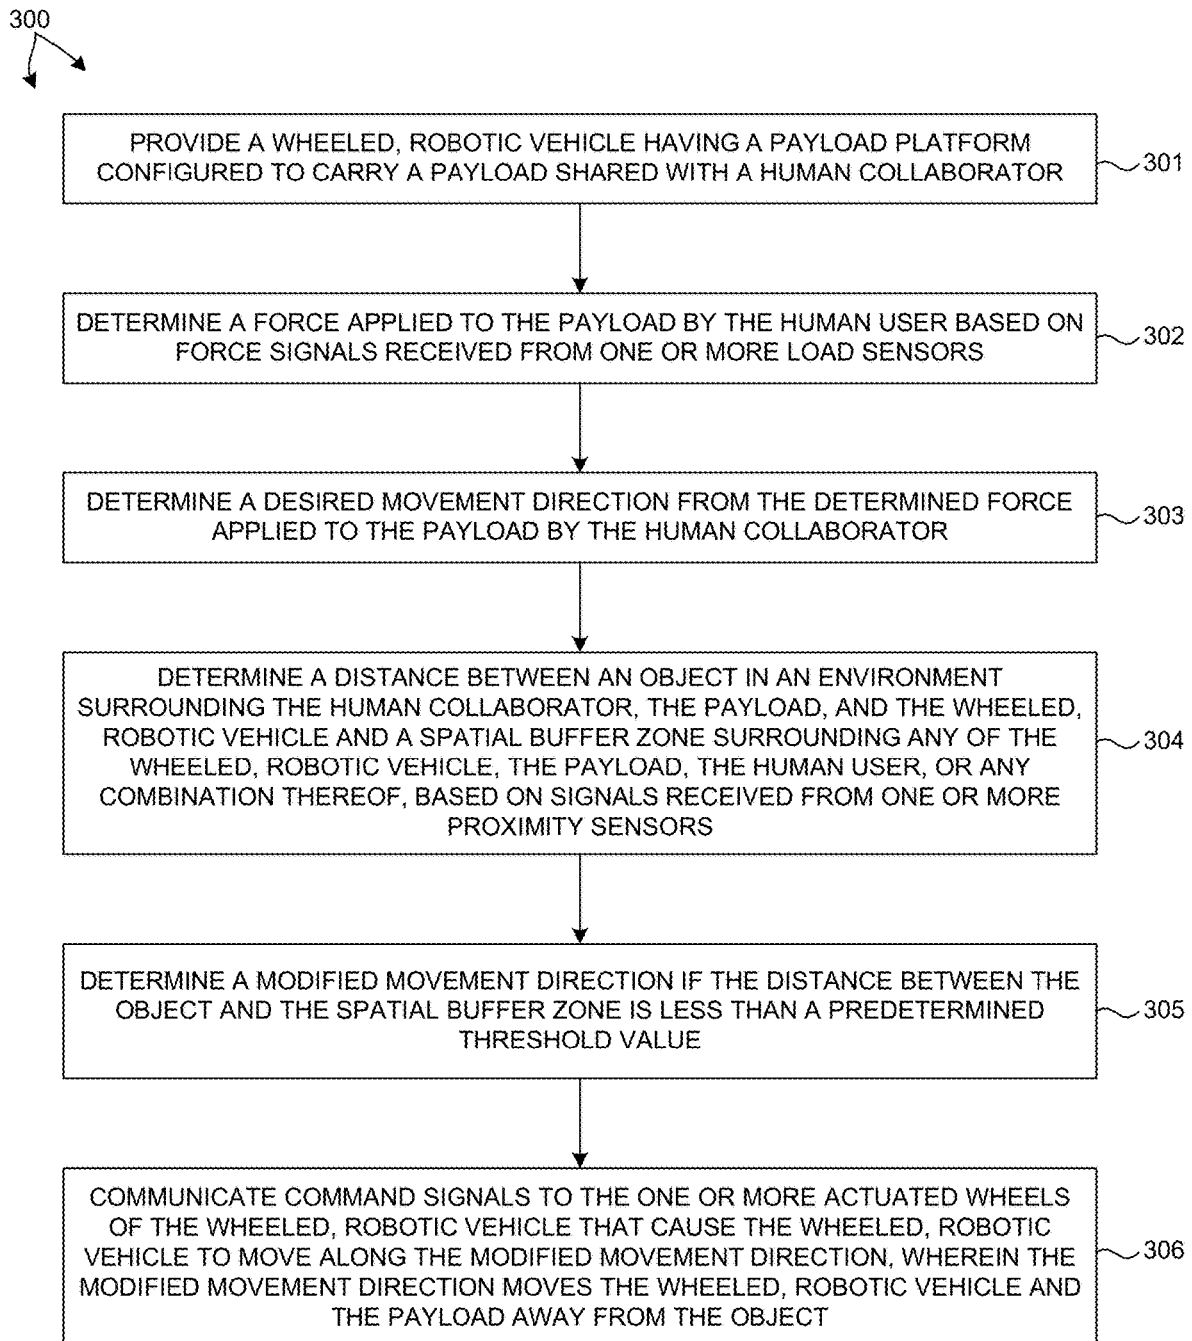 300
PROVIDE A WHEELED, ROBOTIC VEHICLE HAVING A PAYLOAD PLATFORM
CONFIGURED TO CARRY A PAYLOAD SHARED WITH A HUMAN COLLABORATOR
301
DETERMINE A FORCE APPLIED TO THE PAYLOAD BY THE HUMAN USER BASED ON
FORCE SIGNALS RECEIVED FROM ONE OR MORE LOAD SENSORS
302
DETERMINE A DESIRED MOVEMENT DIRECTION FROM THE DETERMINED FORCE
APPLIED TO THE PAYLOAD BY THE HUMAN COLLABORATOR
303
DETERMINE A DISTANCE BETWEEN AN OBJECT IN AN ENVIRONMENT
SURROUNDING THE HUMAN COLLABORATOR, THE PAYLOAD, AND THE WHEELED,
ROBOTIC VEHICLE AND A SPATIAL BUFFER ZONE SURROUNDING ANY OF THE
WHEELED, ROBOTIC VEHICLE, THE PAYLOAD, THE HUMAN USER, OR ANY
COMBINATION THEREOF, BASED ON SIGNALS RECEIVED FROM ONE OR MORE
PROXIMITY SENSORS
304
DETERMINE A MODIFIED MOVEMENT DIRECTION IF THE DISTANCE BETWEEN THE
OBJECT AND THE SPATIAL BUFFER ZONE IS LESS THAN A PREDETERMINED
THRESHOLD VALUE
305
COMMUNICATE COMMAND SIGNALS TO THE ONE OR MORE ACTUATED WHEELS
OF THE WHEELED, ROBOTIC VEHICLE THAT CAUSE THE WHEELED, ROBOTIC
VEHICLE TO MOVE ALONG THE MODIFIED MOVEMENT DIRECTION, WHEREIN THE
MODIFIED MOVEMENT DIRECTION MOVES THE WHEELED, ROBOTIC VEHICLE AND
THE PAYLOAD AWAY FROM THE OBJECT
306